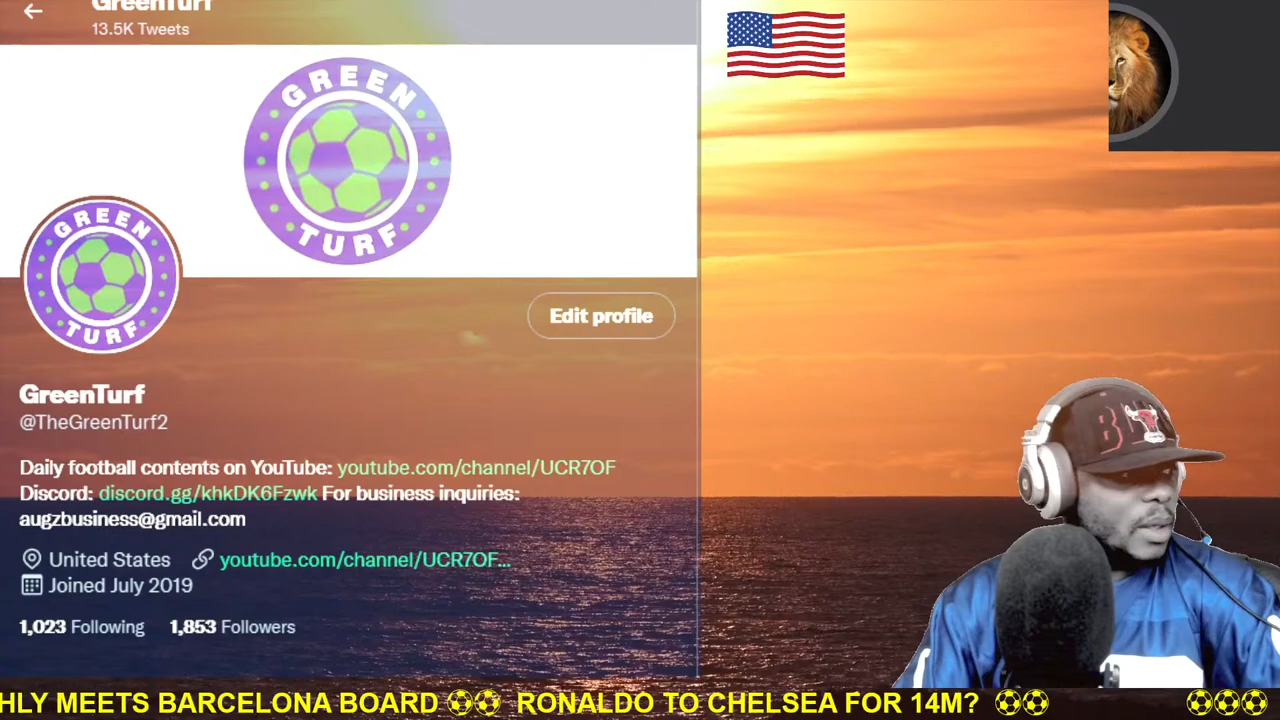 GreenTurf
13.5K Tweets
GREEN
TURF
GREEN
TURF
Edit profile
GreenTurf
@TheGreenTurf2
Daily football contents on YouTube: youtube.com/channel/UCR7OF
Discord: discord.gg/khkDK6Fzwk For business inquiries:
augzbusiness@gmail.com
United States youtube.com/channel/UCR7OF...
Joined July 2019
1,023 Following 1,853 Followers
HLY MEETS BARCELONA BOARD ⚽⚽ RONALDO TO CHELSEA FOR 14M? ⚽⚽ ⚽⚽⚽